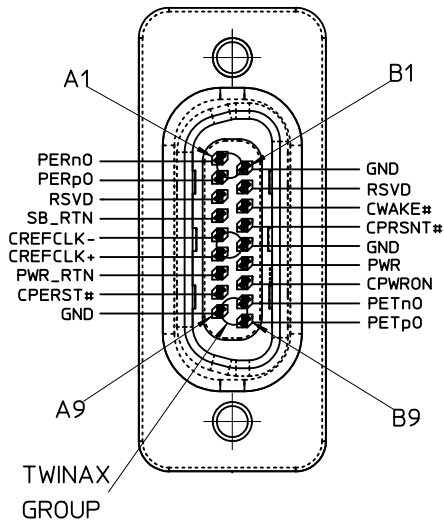 A1
B1
PERn0
PERp0
RSVD
SB_RTN
CREFCLK-
CREFCLK+
PWR_RTN
CPERST#
GND
GND
RSVD
CWAKE#
CPRSNT#
GND
PWR
CPWRON
PETn0
PETp0
A9
B9
TWINAX
GROUP